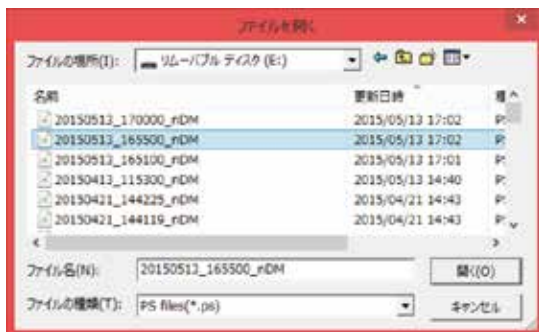 ファイルを開く
ファイルの場所(I): リムーバブル ディスク (E:)
名前 更新日時 種
20150513_170000_nDM 2015/05/13 17:02
20150513_165500_nDM 2015/05/13 17:02
20150513_165100_nDM 2015/05/13 17:01
20150413_115300_nDM 2015/05/13 14:40
20150421_144225_nDM 2015/04/21 14:43
20150421_144119_nDM 2015/04/21 14:43
ファイル名(N): 20150513_165500_nDM 開く(O)
ファイルの種類(T): PS files(*.ps) キャンセル